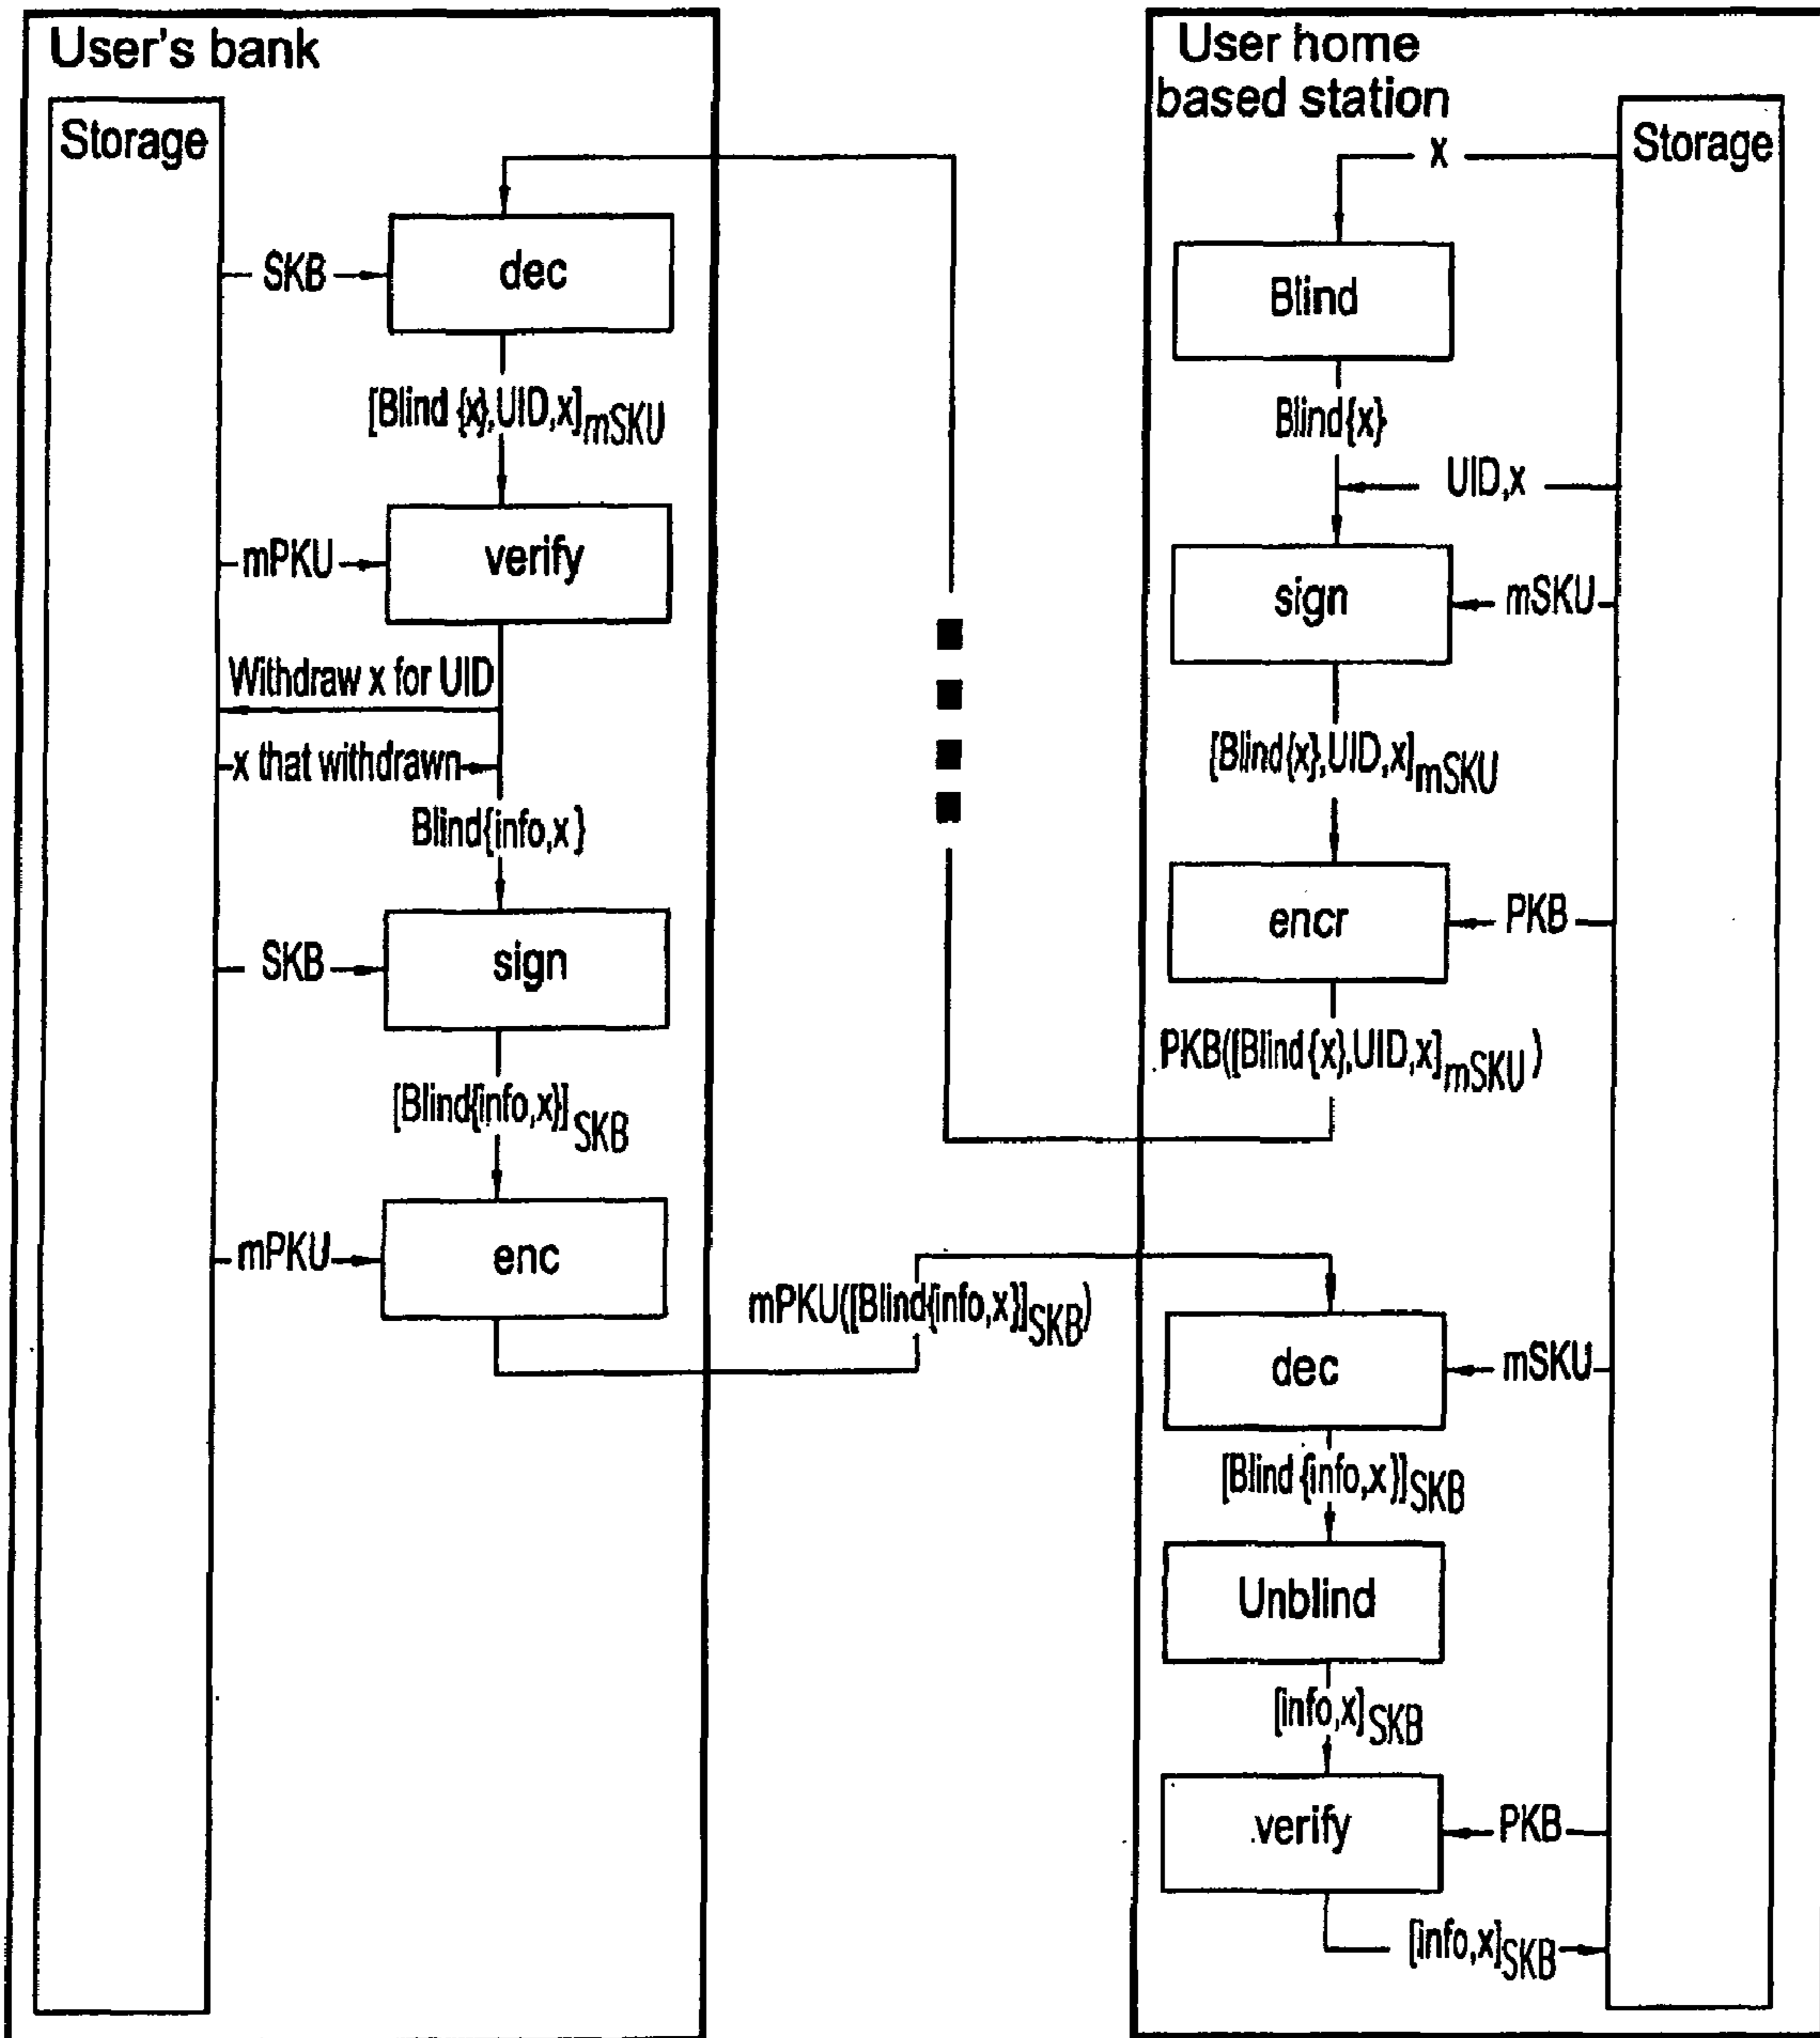 User's bank
Storage
SKB
dec
[Blind {x},UID,x]mSKU
mPKU
verify
Withdraw x for UID
x that withdrawn
Blind{info,x}
SKB
sign
[Blind{info,x}]SKB
mPKU
enc
mPKU([Blind{info,x}]SKB)
User home
based station
Storage
x
Blind
Blind{x}
UID,x
sign
mSKU
[Blind{x},UID,x]mSKU
encr
PKB
PKB([Blind{x},UID,x]mSKU)
dec
mSKU
[Blind{info,x}]SKB
Unblind
[info,x]SKB
verify
PKB
[info,x]SKB